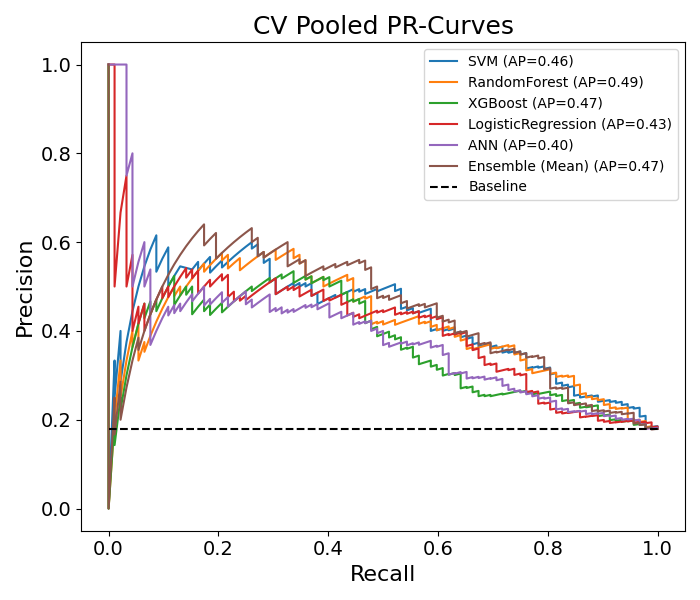 CV Pooled PR-Curves
SVM (AP=0.46)
RandomForest (AP=0.49)
XGBoost (AP=0.47)
LogisticRegression (AP=0.43)
ANN (AP=0.40)
Ensemble (Mean) (AP=0.47)
Baseline
Precision
1.0
0.8
0.6
0.4
0.2
0.0
0.0 0.2 0.4 0.6 0.8 1.0
Recall